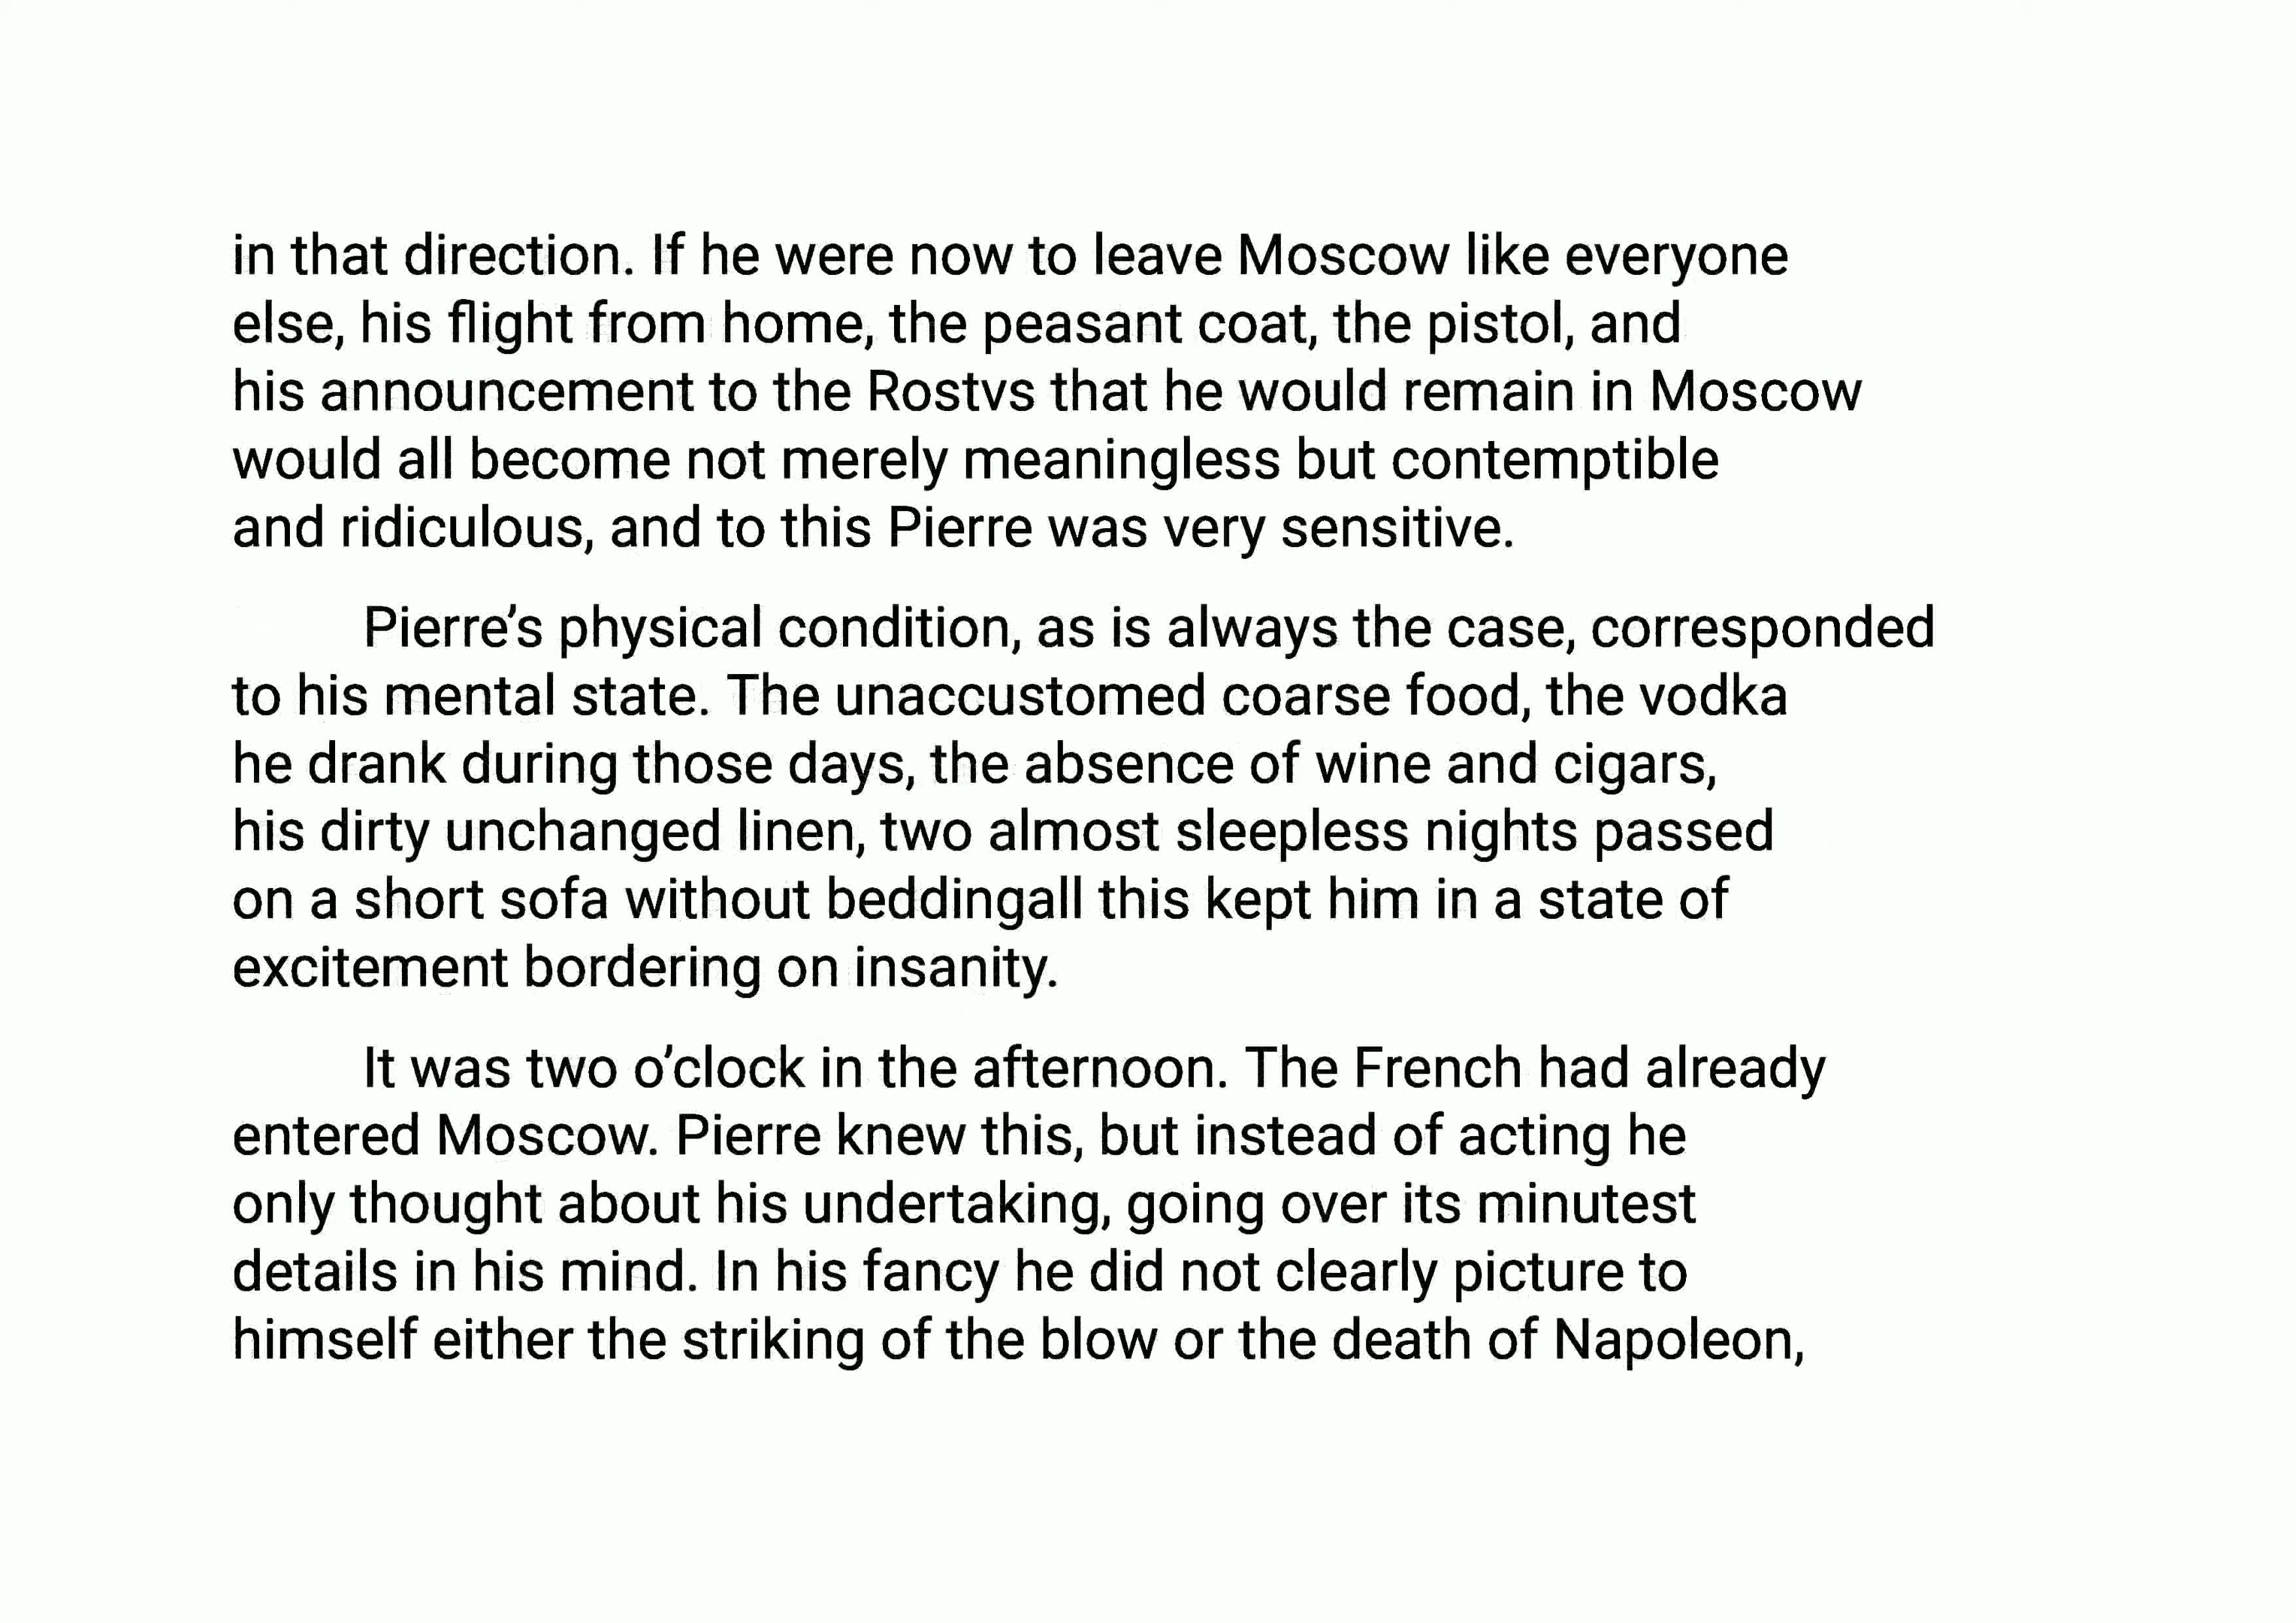 in that direction. If he were now to leave Moscow like everyone
else, his flight from home, the peasant coat, the pistol, and
his announcement to the Rostvs that he would remain in Moscow
would all become not merely meaningless but contemptible
and ridiculous, and to this Pierre was very sensitive.
Pierre's physical condition, as is always the case, corresponded
to his mental state. The unaccustomed coarse food, the vodka
he drank during those days, the absence of wine and cigars,
his dirty unchanged linen, two almost sleepless nights passed
on a short sofa without beddingall this kept him in a state of
excitement bordering on insanity.
It was two o'clock in the afternoon. The French had already
entered Moscow. Pierre knew this, but instead of acting he
only thought about his undertaking, going over its minutest
details in his mind. In his fancy he did not clearly picture to
himself either the striking of the blow or the death of Napoleon,